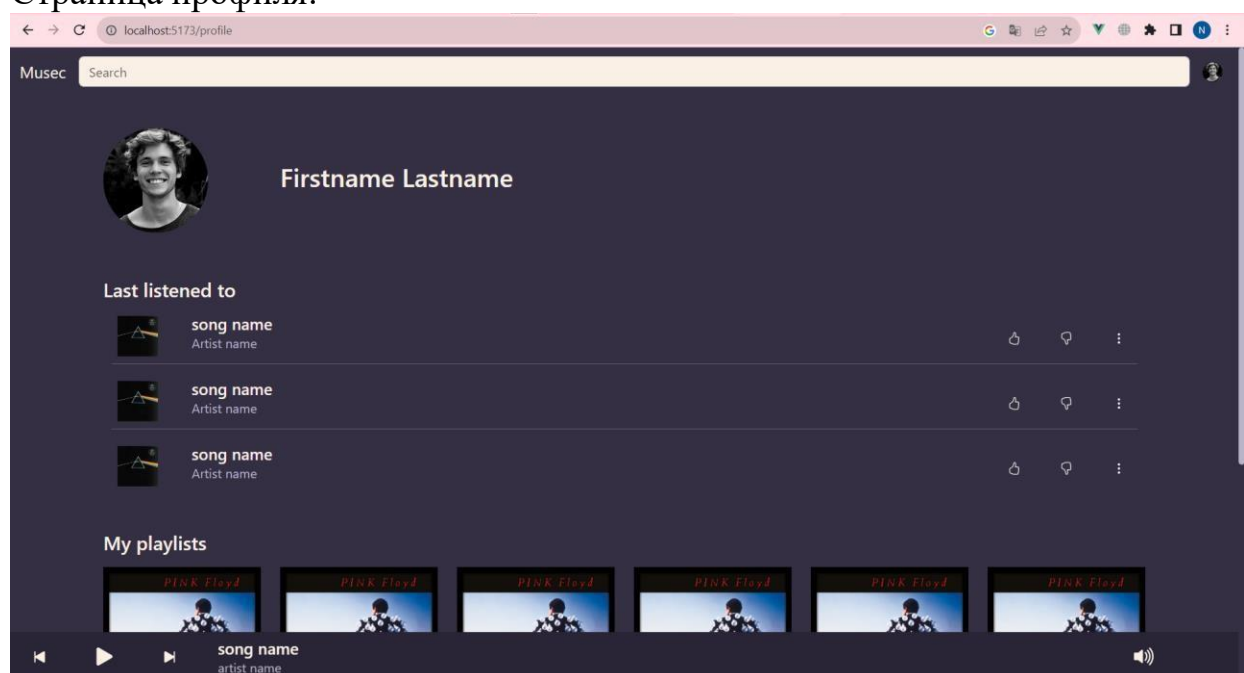 Страница профиля:
localhost:5173/profile
N
Musec
Search
Firstname Lastname
Last listened to
song name
Artist name
song name
Artist name
song name
Artist name
My playlists
PINK Floyd
PINK Floyd
PINK Floyd
PINK Floyd
PINK Floyd
PINK Floyd
song name
artist name